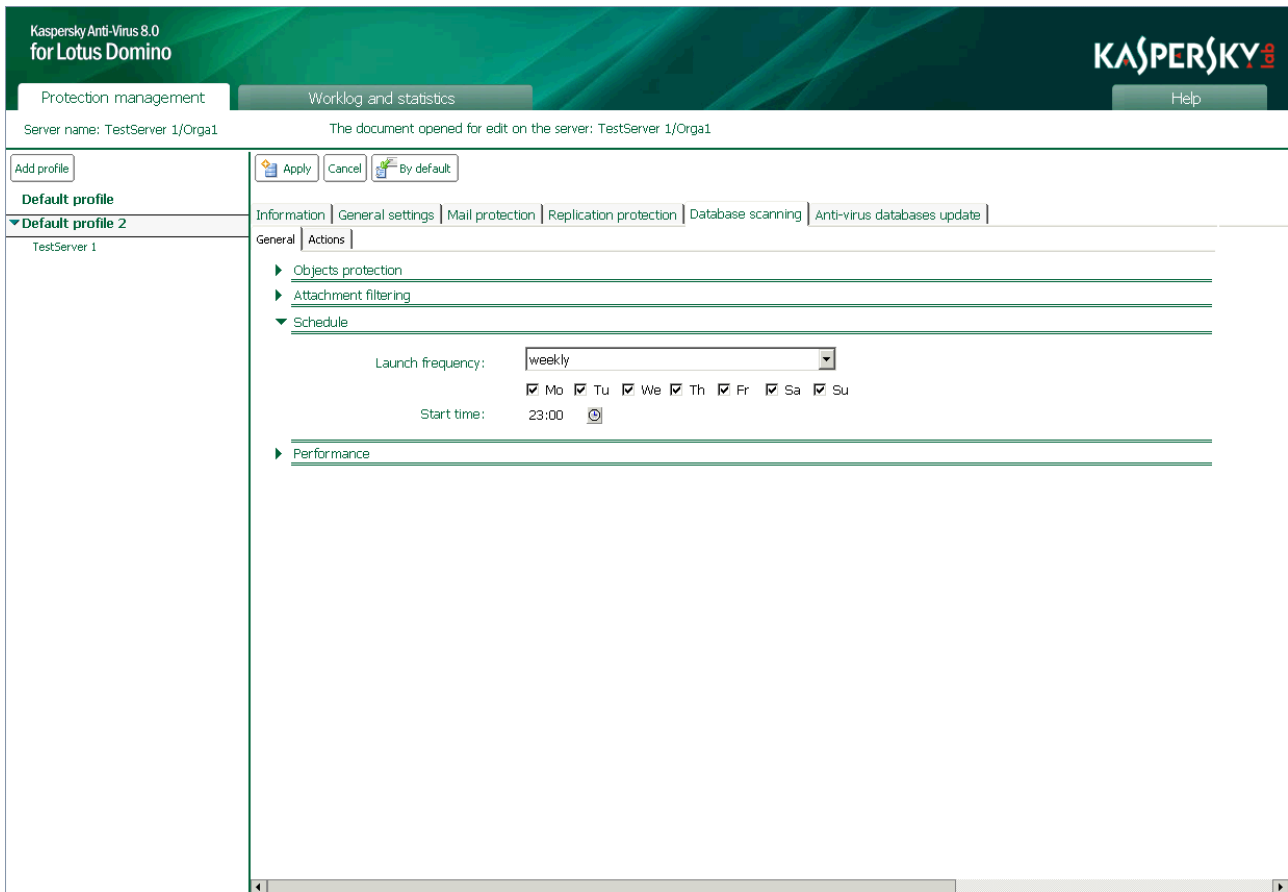 Kaspersky Anti-Virus 8.0
for Lotus Domino
KASPERSKY lab
Protection management
Worklog and statistics
Help
Server name: TestServer 1/Orga1
The document opened for edit on the server: TestServer 1/Orga1
Add profile
Apply
Cancel
By default
Default profile
Default profile 2
TestServer 1
Information
General settings
Mail protection
Replication protection
Database scanning
Anti-virus databases update
General
Actions
Objects protection
Attachment filtering
Schedule
Launch frequency:
weekly
Mo Tu We Th Fr Sa Su
Start time:
23:00
Performance